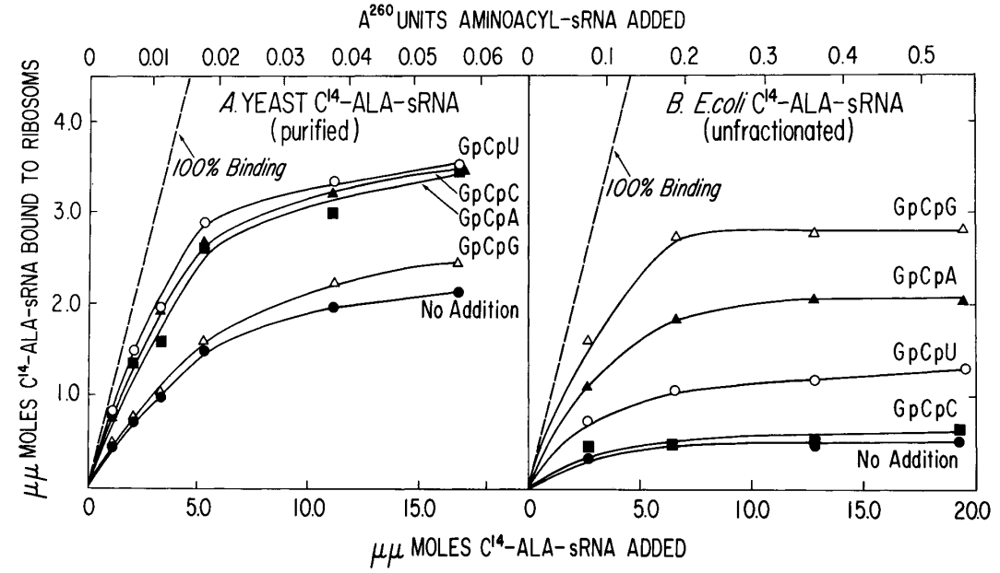 A²⁶⁰ UNITS AMINOACYL-sRNA ADDED
0 0.01 0.02 0.03 0.04 0.05 0.06 0 0.1 0.2 0.3 0.4 0.5
μμ MOLES C¹⁴-ALA-sRNA BOUND TO RIBOSOMS
4.0
3.0
2.0
1.0
A. YEAST C¹⁴-ALA-sRNA
(purified)
100% Binding
GpCpU
GpCpC
GpCpA
GpCpG
No Addition
B. E.coli C¹⁴-ALA-sRNA
(unfractionated)
100% Binding
GpCpG
GpCpA
GpCpU
GpCpC
No Addition
0 5.0 10.0 15.0 0 5.0 10.0 15.0 20.0
μμ MOLES C¹⁴-ALA-sRNA ADDED